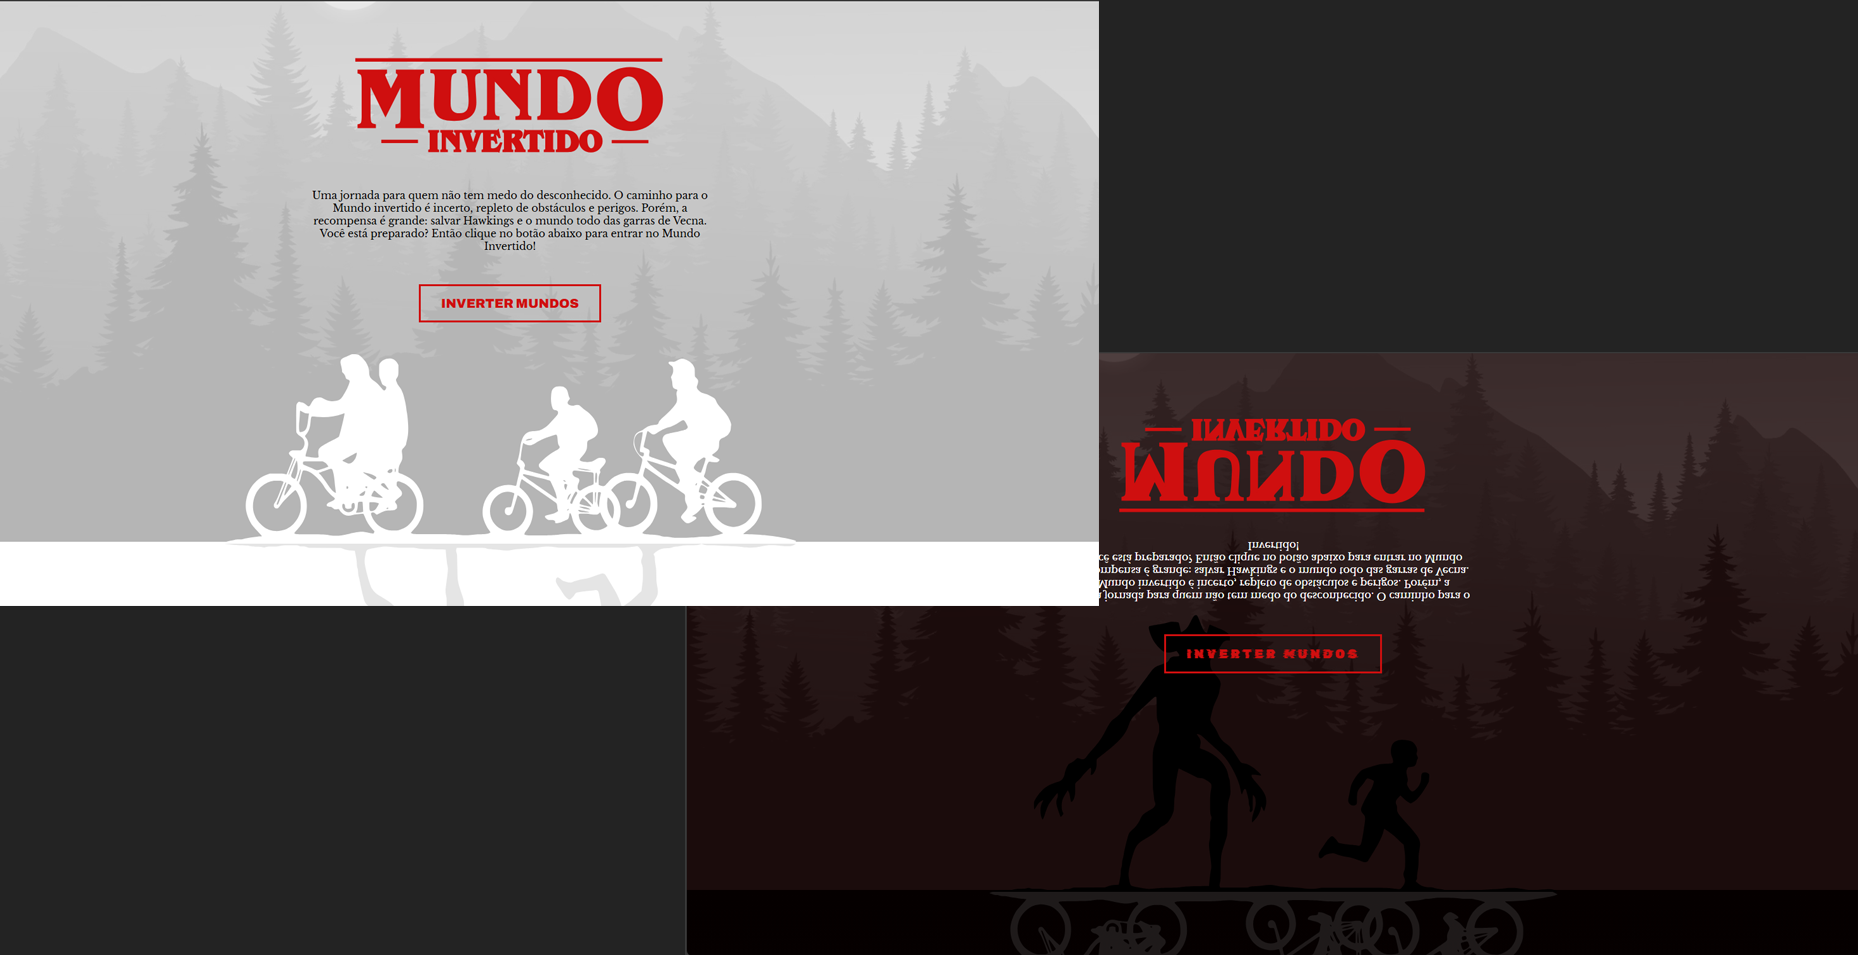 MUNDO
INVERTIDO
Uma jornada para quem não tem medo do desconhecido. O caminho para o
Mundo invertido é incerto, repleto de obstáculos e perigos. Porém, a
recompensa é grande: salvar Hawkings e o mundo todo das garras de Vecna.
Você está preparado? Então clique no botão abaixo para entrar no Mundo
Invertido!
INVERTER MUNDOS
INVERTIDO
MUNDO
Invertido!
cê está preparado? Então clique no botão abaixo para entrar no Mundo
ompensa é grande: salvar Hawkings e o mundo todo das garras de Vecna.
Mundo invertido é incerto, repleto de obstáculos e perigos. Porém, a
jornada para quem não tem medo do desconhecido. O caminho para o
INVERTER MUNDOS